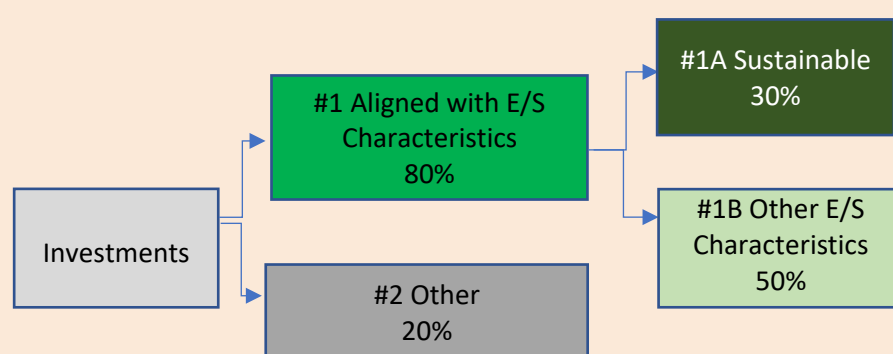 Investments
#1 Aligned with E/S
Characteristics
80%
#2 Other
20%
#1A Sustainable
30%
#1B Other E/S
Characteristics
50%